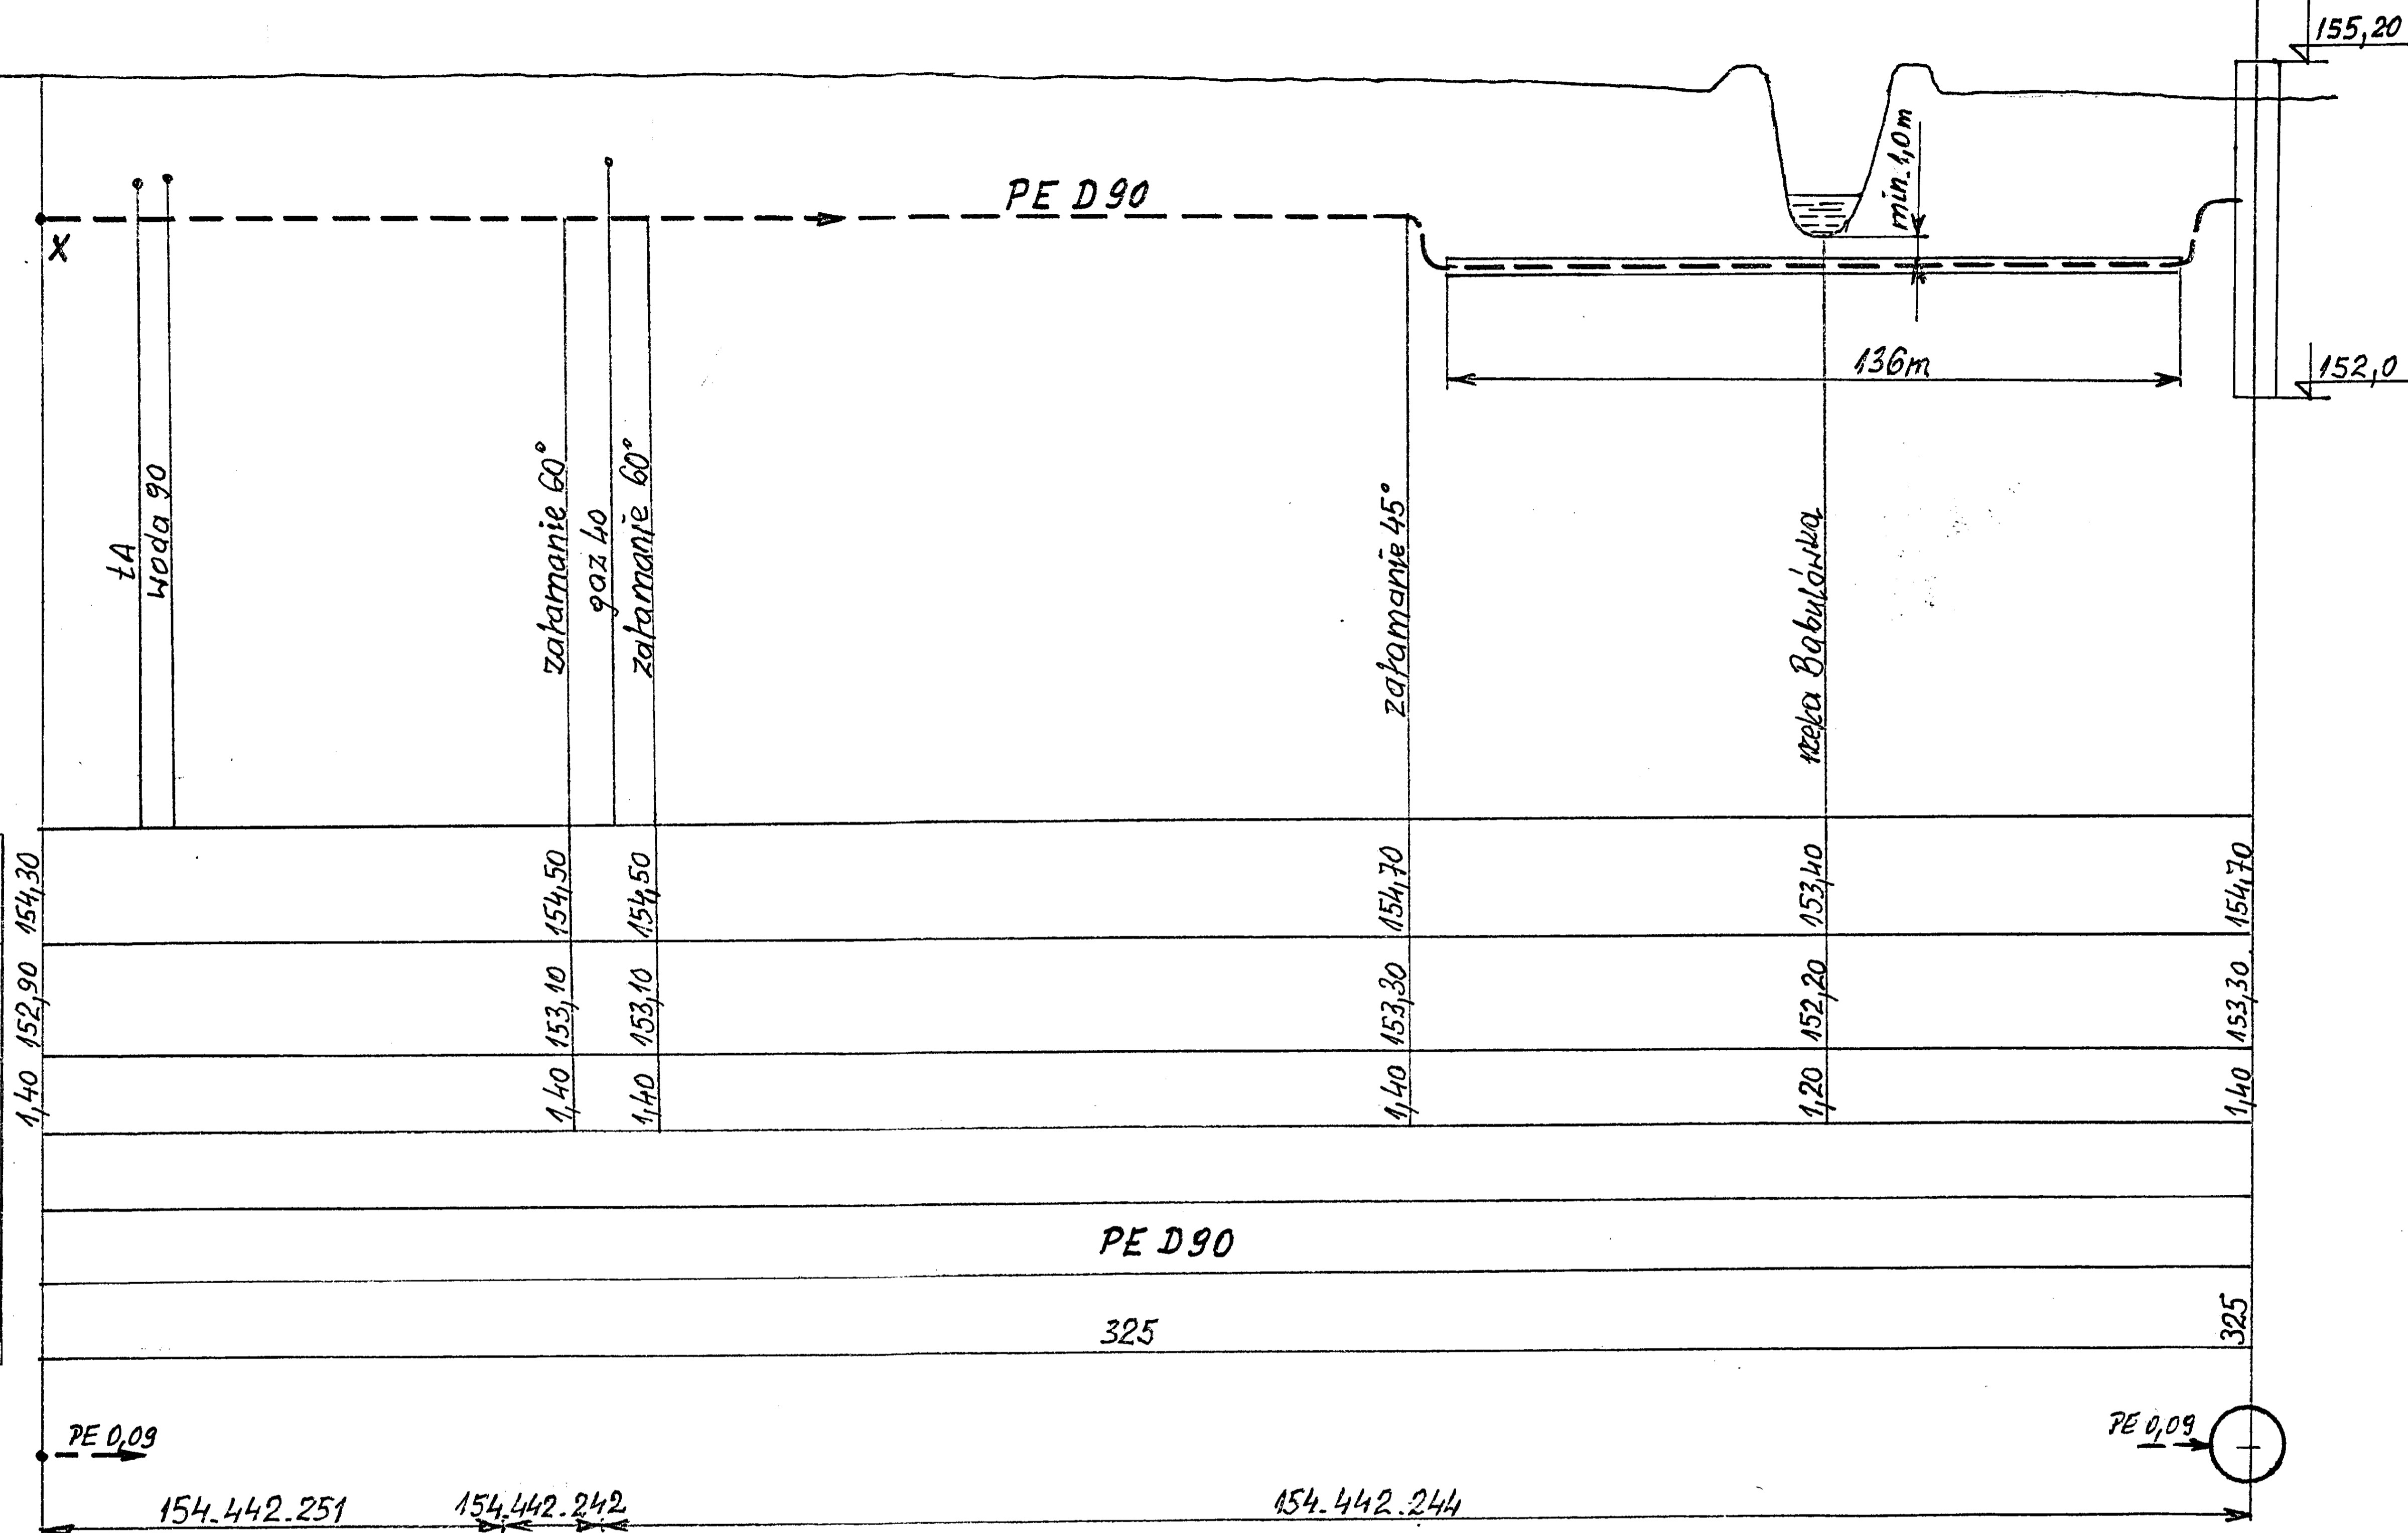 155,20
min. 1,0m
PE D90
X
136m
152,0
tA
woda 90
załamanie 60°
gaz 40
załamanie 60°
załamanie 45°
rzeka Bąbulówka
154,30
154,50
154,50
154,70
153,40
154,70
152,90
153,10
153,10
153,30
152,20
153,30
1,40
1,40
1,40
1,40
1,20
1,40
PE D90
325
325
PE 0,09
PE 0,09
154.442.251
154.442.242
154.442.244